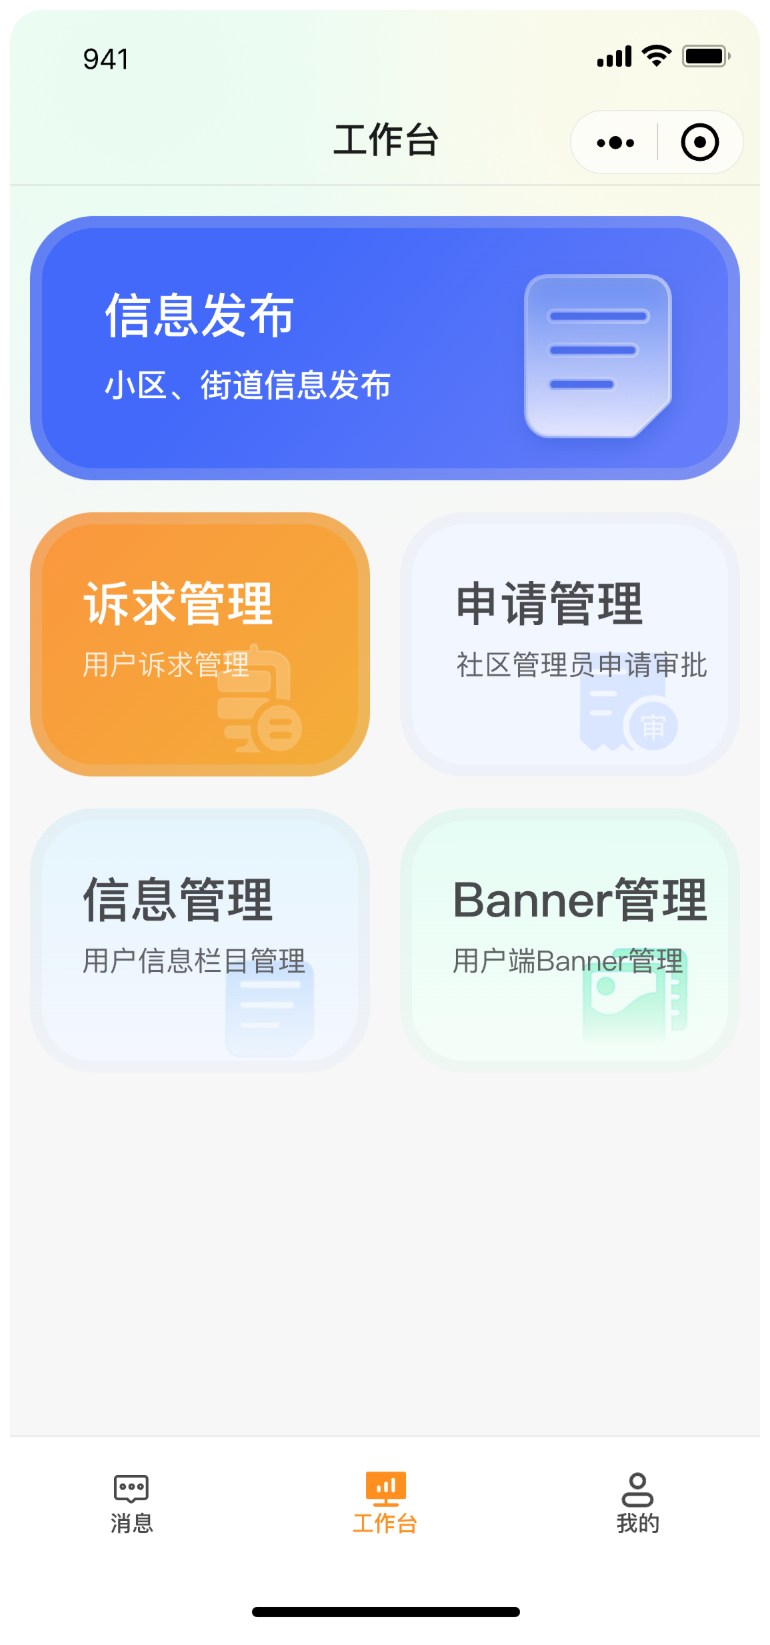 941
工作台
信息发布
小区、街道信息发布
诉求管理
用户诉求管理
申请管理
社区管理员申请审批
审
信息管理
用户信息栏目管理
Banner管理
用户端Banner管理
消息
工作台
我的